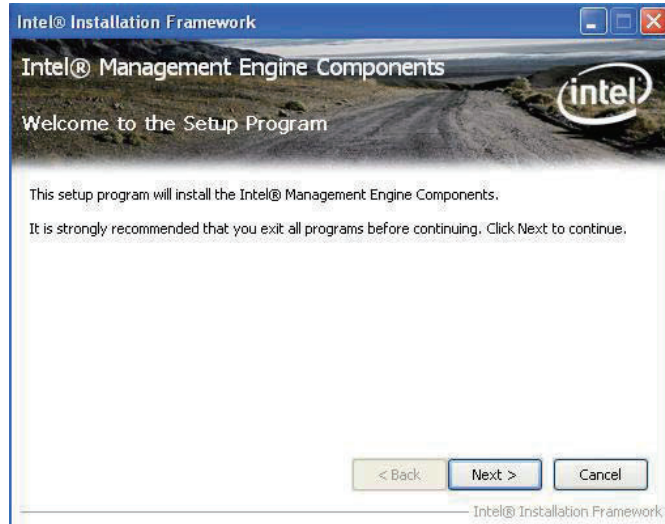 Intel® Installation Framework
Intel® Management Engine Components
intel
Welcome to the Setup Program
This setup program will install the Intel® Management Engine Components.
It is strongly recommended that you exit all programs before continuing. Click Next to continue.
< Back
Next >
Cancel
Intel® Installation Framework